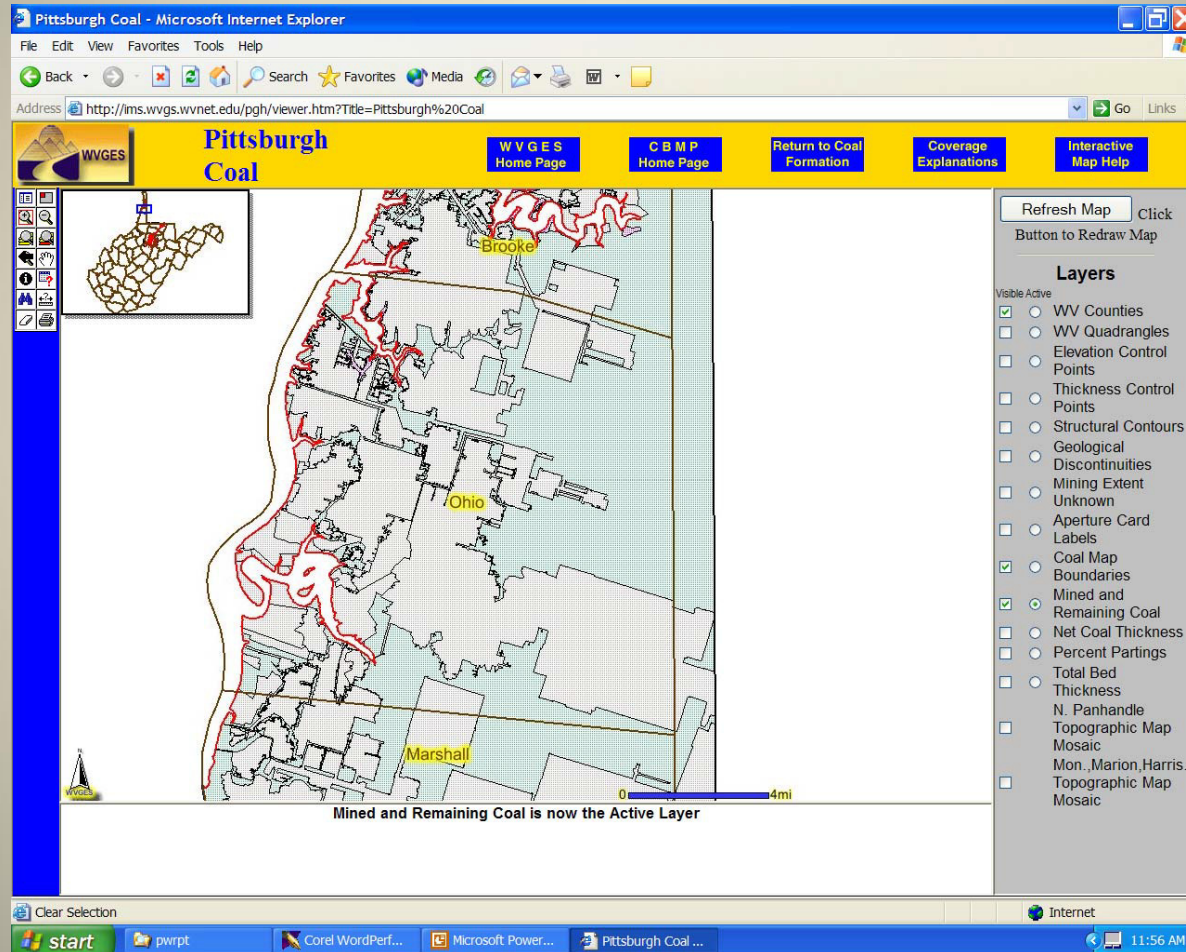 Pittsburgh Coal - Microsoft Internet Explorer
File Edit View Favorites Tools Help
Back Search Favorites Media
Address http://ims.wvgs.wvnet.edu/pgh/viewer.htm?Title=Pittsburgh%20Coal Go Links
WVGES
Pittsburgh
Coal
W V G E S
Home Page
C B M P
Home Page
Return to Coal
Formation
Coverage
Explanations
Interactive
Map Help
Brooke
Ohio
Marshall
N
WVGES
0 4mi
Mined and Remaining Coal is now the Active Layer
Refresh Map Click
Button to Redraw Map
Layers
Visible Active
WV Counties
WV Quadrangles
Elevation Control
Points
Thickness Control
Points
Structural Contours
Geological
Discontinuities
Mining Extent
Unknown
Aperture Card
Labels
Coal Map
Boundaries
Mined and
Remaining Coal
Net Coal Thickness
Percent Partings
Total Bed
Thickness
N. Panhandle
Topographic Map
Mosaic
Mon.,Marion,Harris.
Topographic Map
Mosaic
Clear Selection Internet
start pwrpt Corel WordPerf... Microsoft Power... Pittsburgh Coal ... 11:56 AM